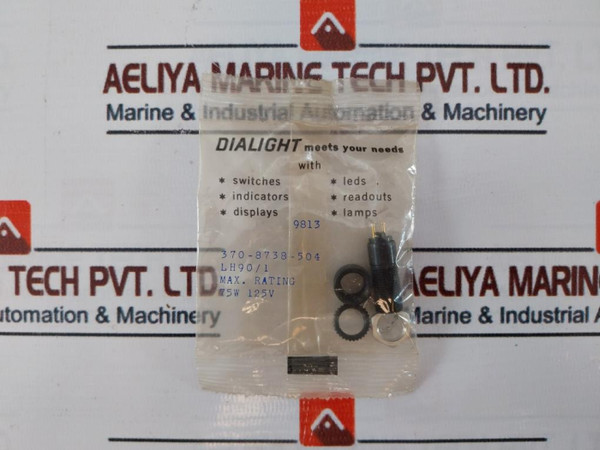 AELIYA MARINE TECH PVT. LTD.
Marine & Industrial Automation & Machinery
DIALIGHT meets your needs
with
* switches * leds
* indicators * readouts
* displays * lamps
9813
370-8738-504
LH90/1
MAX. RATING
5W 125V
TECH PVT. LTD.
Automation & Machinery
AELIYA MARINE
Marine & Industrial